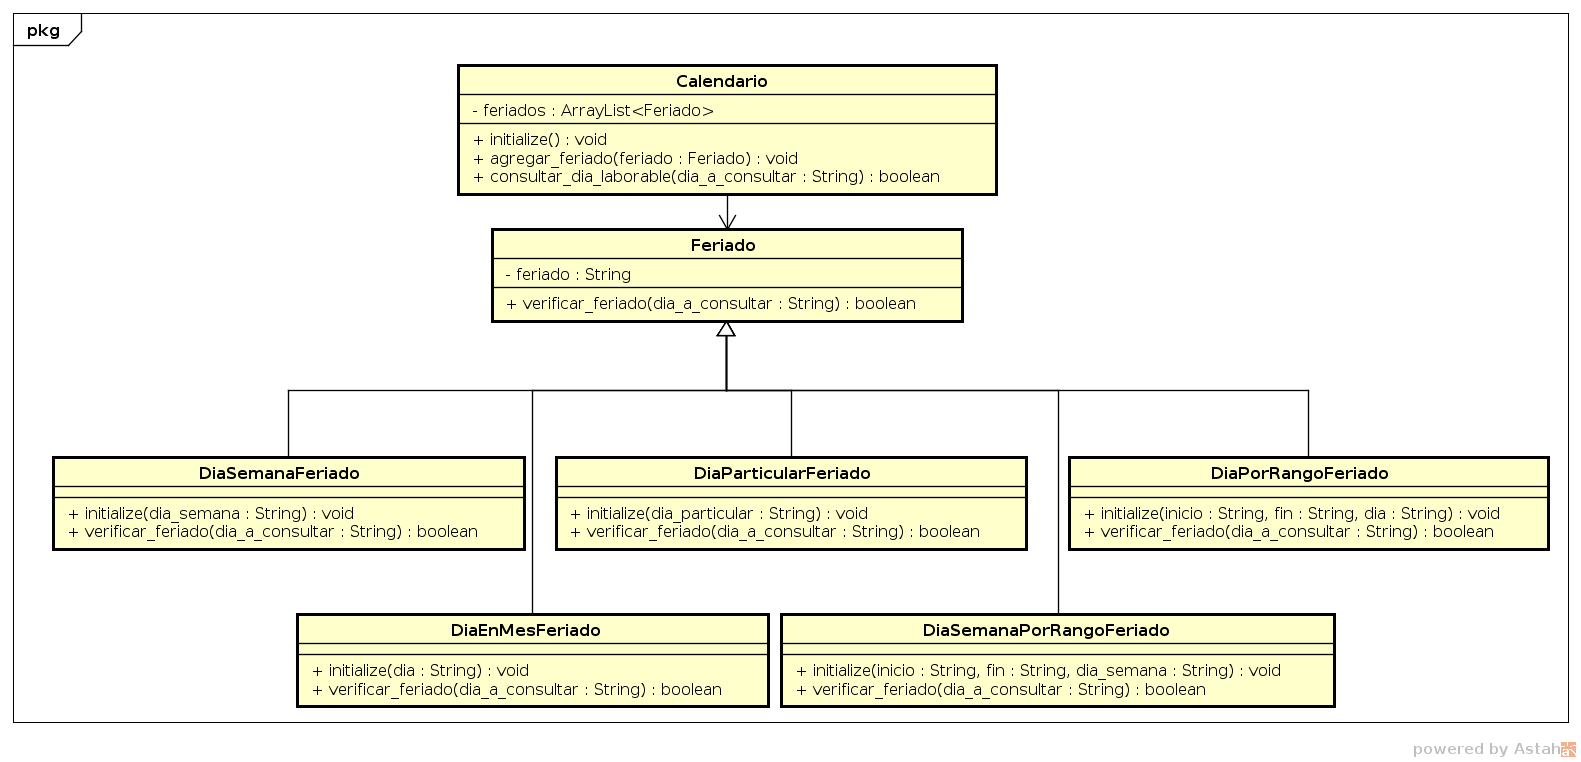 pkg
Calendario
- feriados : ArrayList<Feriado>
+ initialize() : void
+ agregar_feriado(feriado : Feriado) : void
+ consultar_dia_laborable(dia_a_consultar : String) : boolean
Feriado
- feriado : String
+ verificar_feriado(dia_a_consultar : String) : boolean
DiaSemanaFeriado
+ initialize(dia_semana : String) : void
+ verificar_feriado(dia_a_consultar : String) : boolean
DiaParticularFeriado
+ initialize(dia_particular : String) : void
+ verificar_feriado(dia_a_consultar : String) : boolean
DiaPorRangoFeriado
+ initialize(inicio : String, fin : String, dia : String) : void
+ verificar_feriado(dia_a_consultar : String) : boolean
DiaEnMesFeriado
+ initialize(dia : String) : void
+ verificar_feriado(dia_a_consultar : String) : boolean
DiaSemanaPorRangoFeriado
+ initialize(inicio : String, fin : String, dia_semana : String) : void
+ verificar_feriado(dia_a_consultar : String) : boolean
powered by Astah